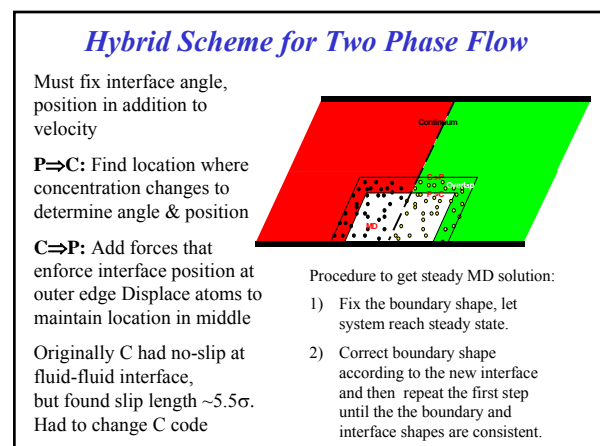 Hybrid Scheme for Two Phase Flow
Must fix interface angle,
position in addition to
velocity
P⇒C: Find location where
concentration changes to
determine angle & position
C⇒P: Add forces that
enforce interface position at
outer edge Displace atoms to
maintain location in middle
Originally C had no-slip at
fluid-fluid interface,
but found slip length ~5.5σ.
Had to change C code
Continuum
C→P
Overlap
P→C
MD
Procedure to get steady MD solution:
1) Fix the boundary shape, let
system reach steady state.
2) Correct boundary shape
according to the new interface
and then repeat the first step
until the the boundary and
interface shapes are consistent.